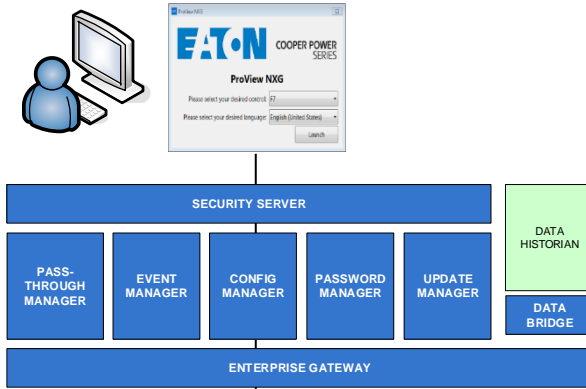 ProView NXG
EATON
COOPER POWER
SERIES
ProView NXG
Please select your desired control: F7
Please select your desired language: English (United States)
Launch
SECURITY SERVER
DATA
HISTORIAN
PASS-
THROUGH
MANAGER
EVENT
MANAGER
CONFIG
MANAGER
PASSWORD
MANAGER
UPDATE
MANAGER
DATA
BRIDGE
ENTERPRISE GATEWAY